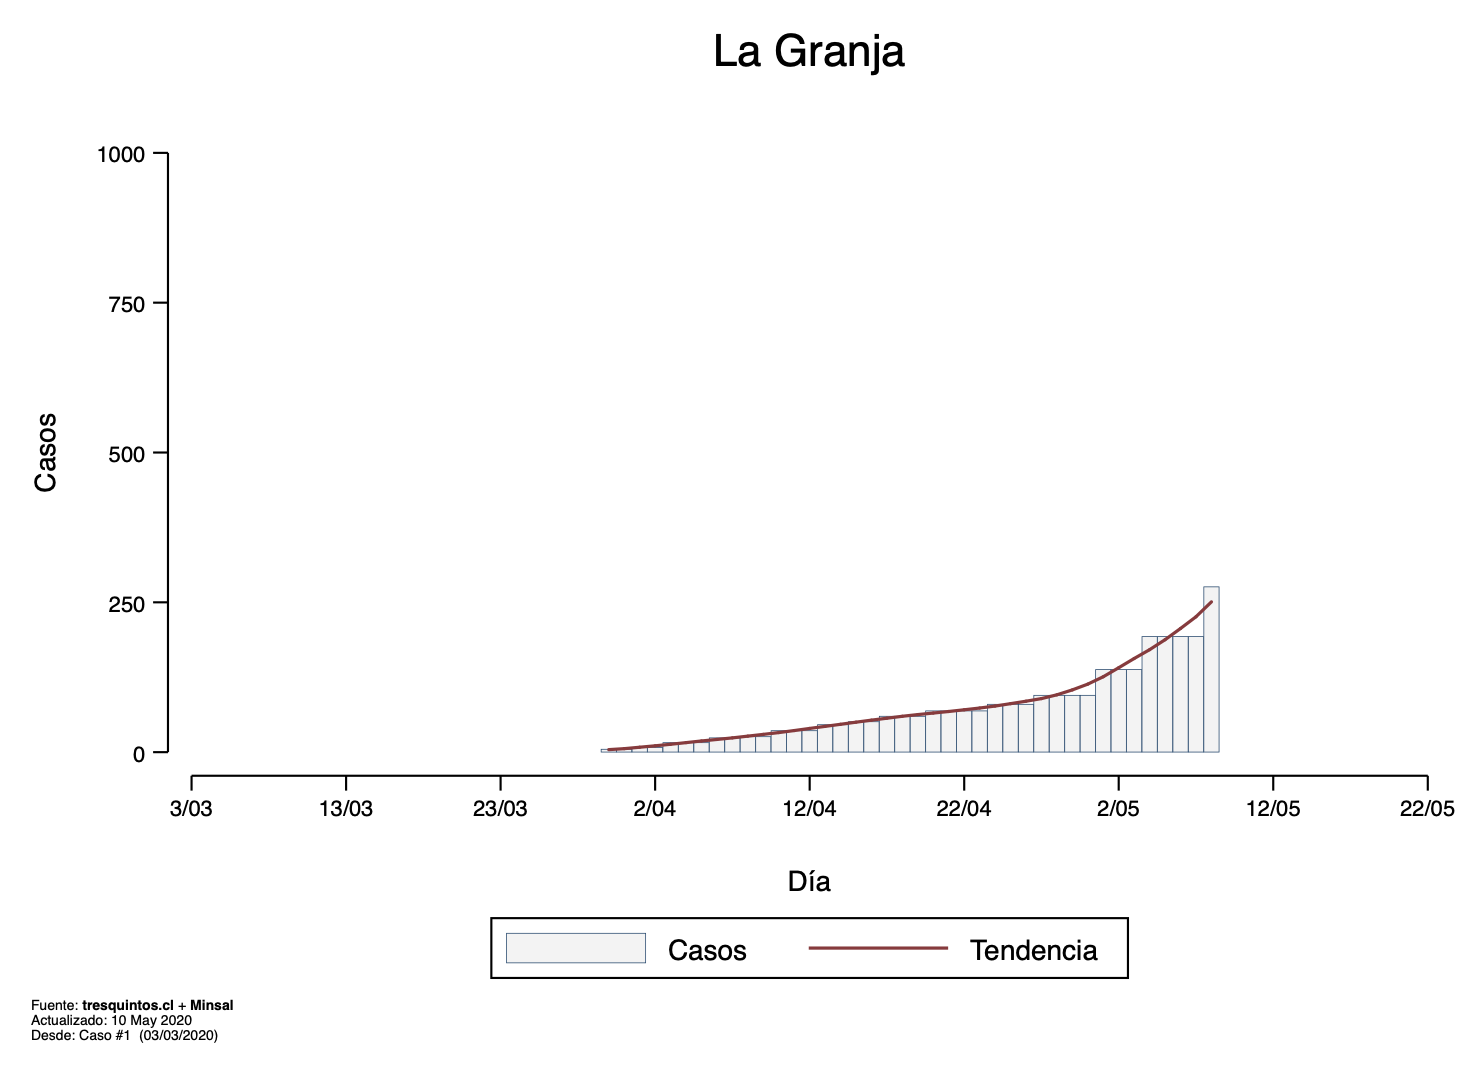 La Granja
1000
750
500
250
0
Casos
3/03 13/03 23/03 2/04 12/04 22/04 2/05 12/05 22/05
Día
Casos Tendencia
Fuente: tresquintos.cl + Minsal
Actualizado: 10 May 2020
Desde: Caso #1 (03/03/2020)